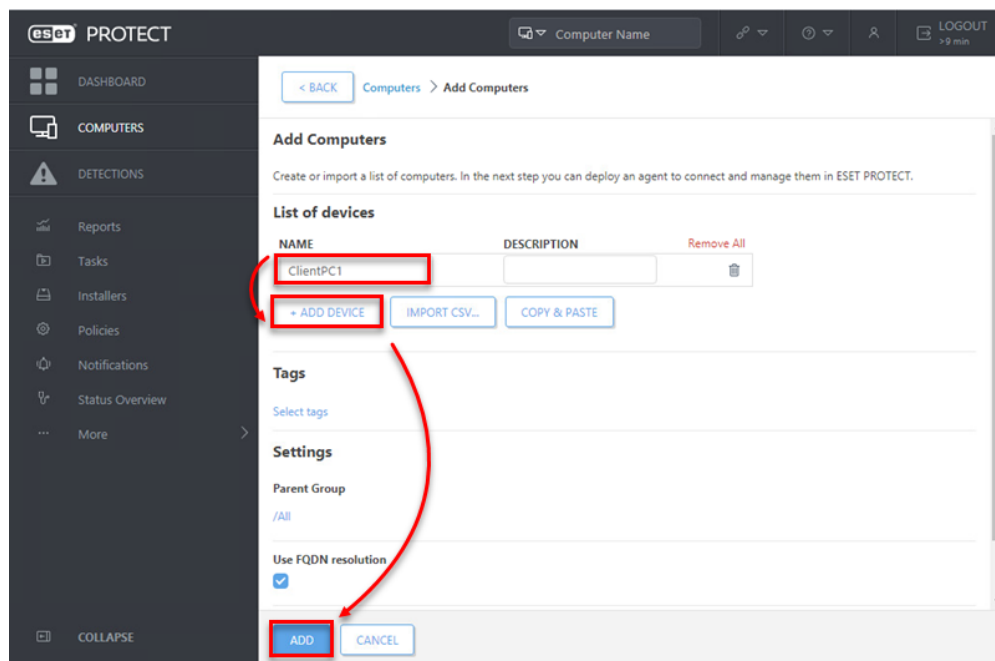 eset PROTECT
Computer Name
LOGOUT
>9 min
DASHBOARD
COMPUTERS
DETECTIONS
Reports
Tasks
Installers
Policies
Notifications
Status Overview
More
COLLAPSE
< BACK Computers > Add Computers
Add Computers
Create or import a list of computers. In the next step you can deploy an agent to connect and manage them in ESET PROTECT.
List of devices
NAME DESCRIPTION Remove All
ClientPC1
+ ADD DEVICE IMPORT CSV... COPY & PASTE
Tags
Select tags
Settings
Parent Group
/All
Use FQDN resolution
ADD CANCEL